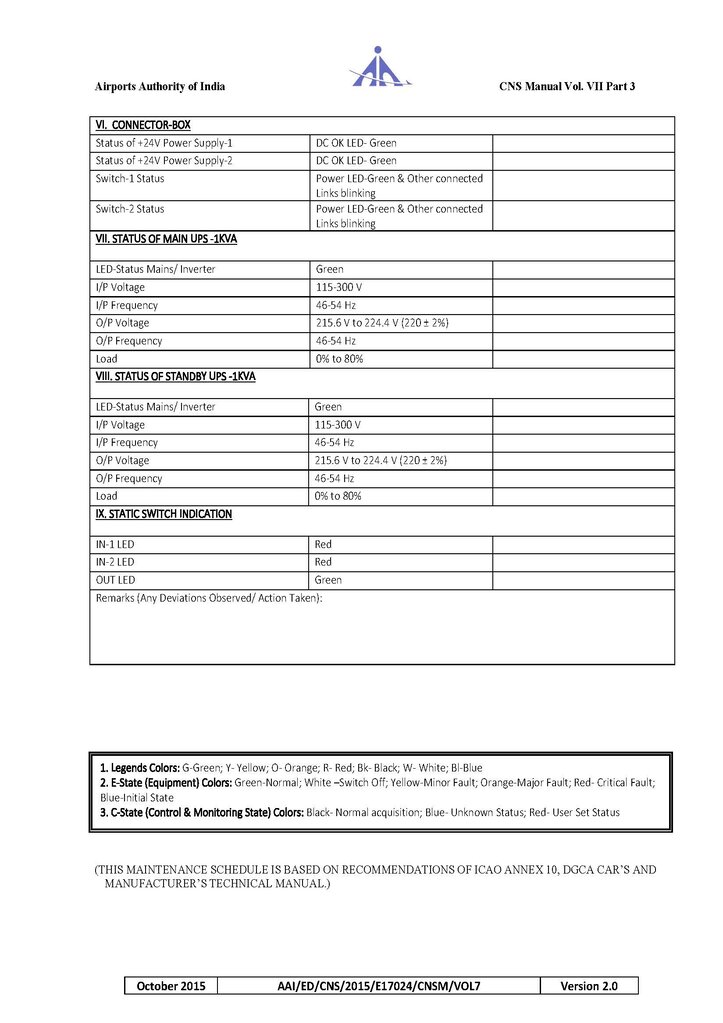 Airports Authority of India CNS Manual Vol. VII Part 3
VI. CONNECTOR-BOX
Status of +24V Power Supply-1 DC OK LED- Green
Status of +24V Power Supply-2 DC OK LED- Green
Switch-1 Status Power LED-Green & Other connected
Links blinking
Switch-2 Status Power LED-Green & Other connected
Links blinking
VII. STATUS OF MAIN UPS -1KVA
LED-Status Mains/ Inverter Green
I/P Voltage 115-300 V
I/P Frequency 46-54 Hz
O/P Voltage 215.6 V to 224.4 V (220 ± 2%)
O/P Frequency 46-54 Hz
Load 0% to 80%
VIII. STATUS OF STANDBY UPS -1KVA
LED-Status Mains/ Inverter Green
I/P Voltage 115-300 V
I/P Frequency 46-54 Hz
O/P Voltage 215.6 V to 224.4 V (220 ± 2%)
O/P Frequency 46-54 Hz
Load 0% to 80%
IX. STATIC SWITCH INDICATION
IN-1 LED Red
IN-2 LED Red
OUT LED Green
Remarks (Any Deviations Observed/ Action Taken):
1. Legends Colors: G-Green; Y- Yellow; O- Orange; R- Red; Bk- Black; W- White; Bl-Blue
2. E-State (Equipment) Colors: Green-Normal; White –Switch Off; Yellow-Minor Fault; Orange-Major Fault; Red- Critical Fault;
Blue-Initial State
3. C-State (Control & Monitoring State) Colors: Black- Normal acquisition; Blue- Unknown Status; Red- User Set Status
(THIS MAINTENANCE SCHEDULE IS BASED ON RECOMMENDATIONS OF ICAO ANNEX 10, DGCA CAR'S AND
MANUFACTURER'S TECHNICAL MANUAL.)
October 2015 AAI/ED/CNS/2015/E17024/CNSM/VOL7 Version 2.0